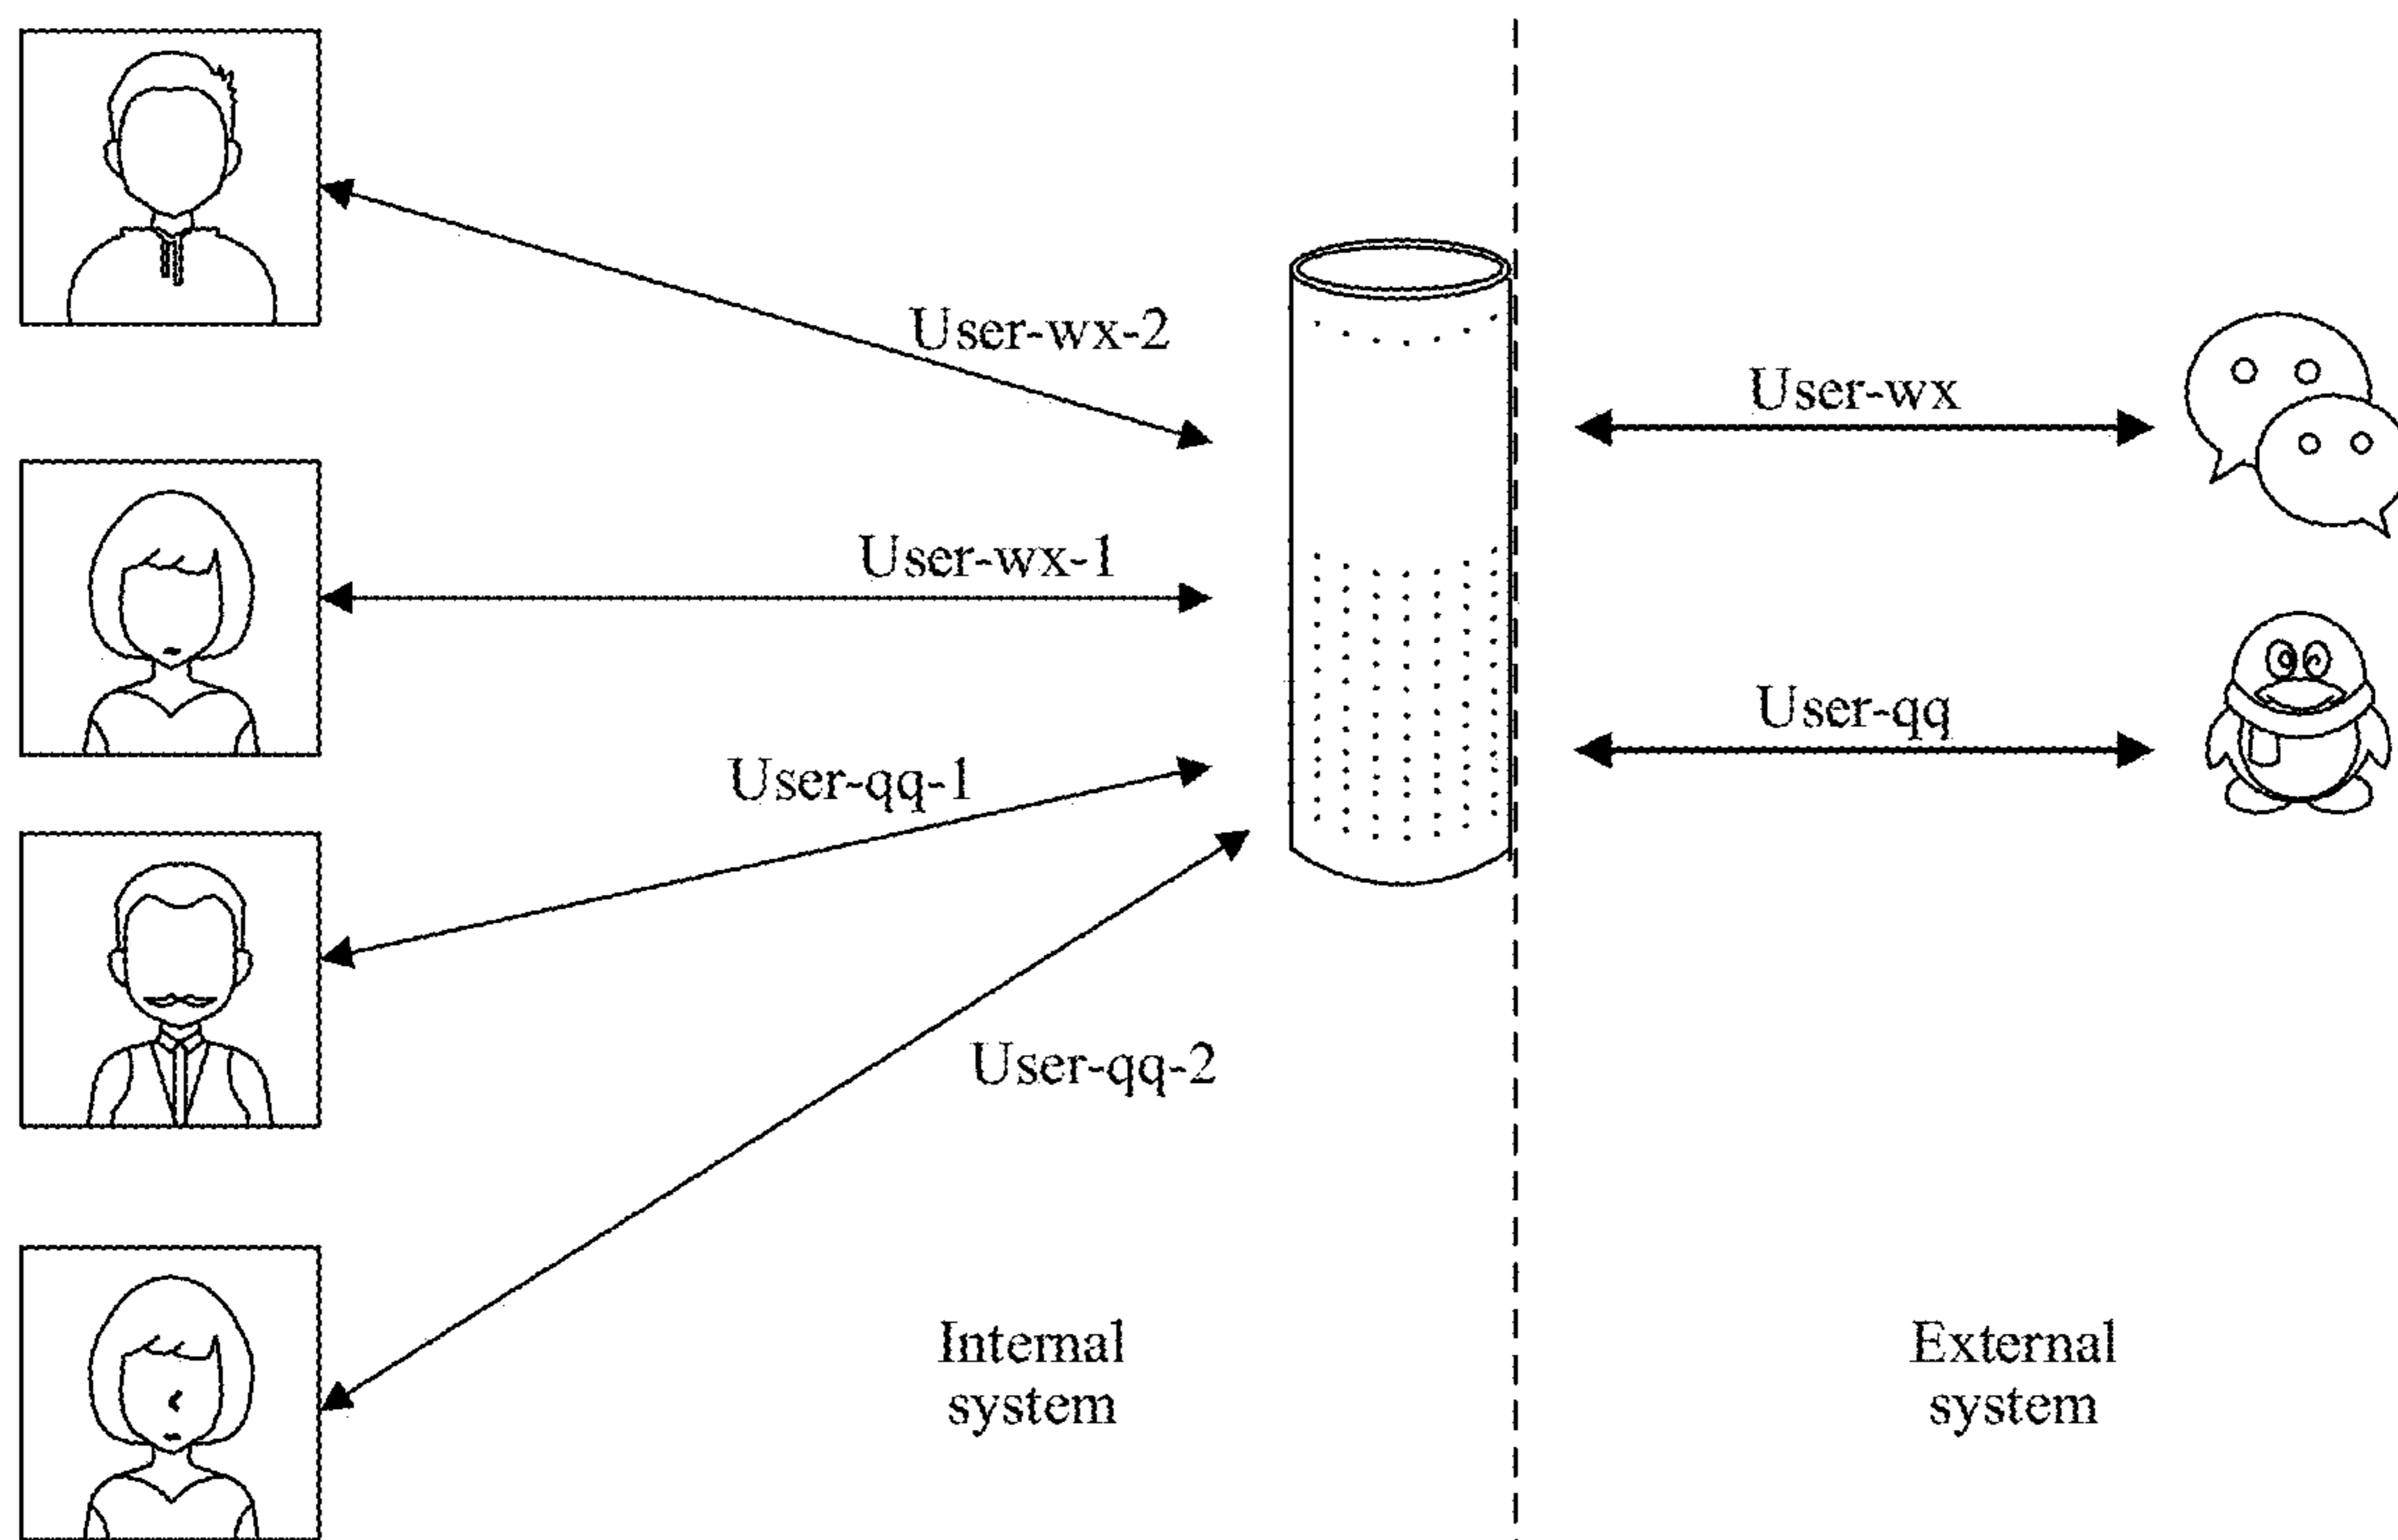 User-wx-2
User-wx
User-wx-1
User-qq
User-qq-1
User-qq-2
Internal
system
External
system